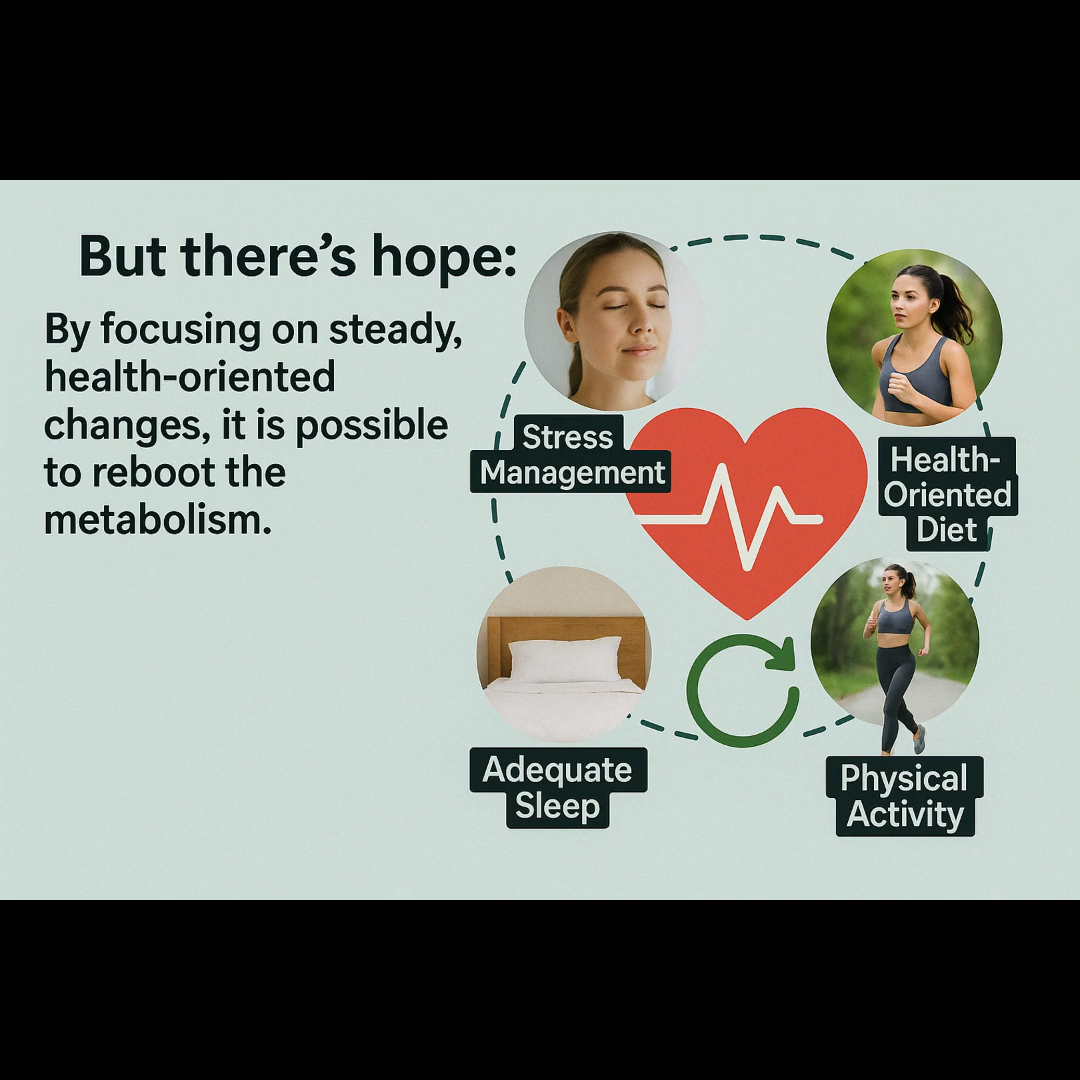 But there’s hope:
By focusing on steady,
health-oriented
changes, it is possible
to reboot the
metabolism.
Stress
Management
Health-
Oriented
Diet
Adequate
Sleep
Physical
Activity